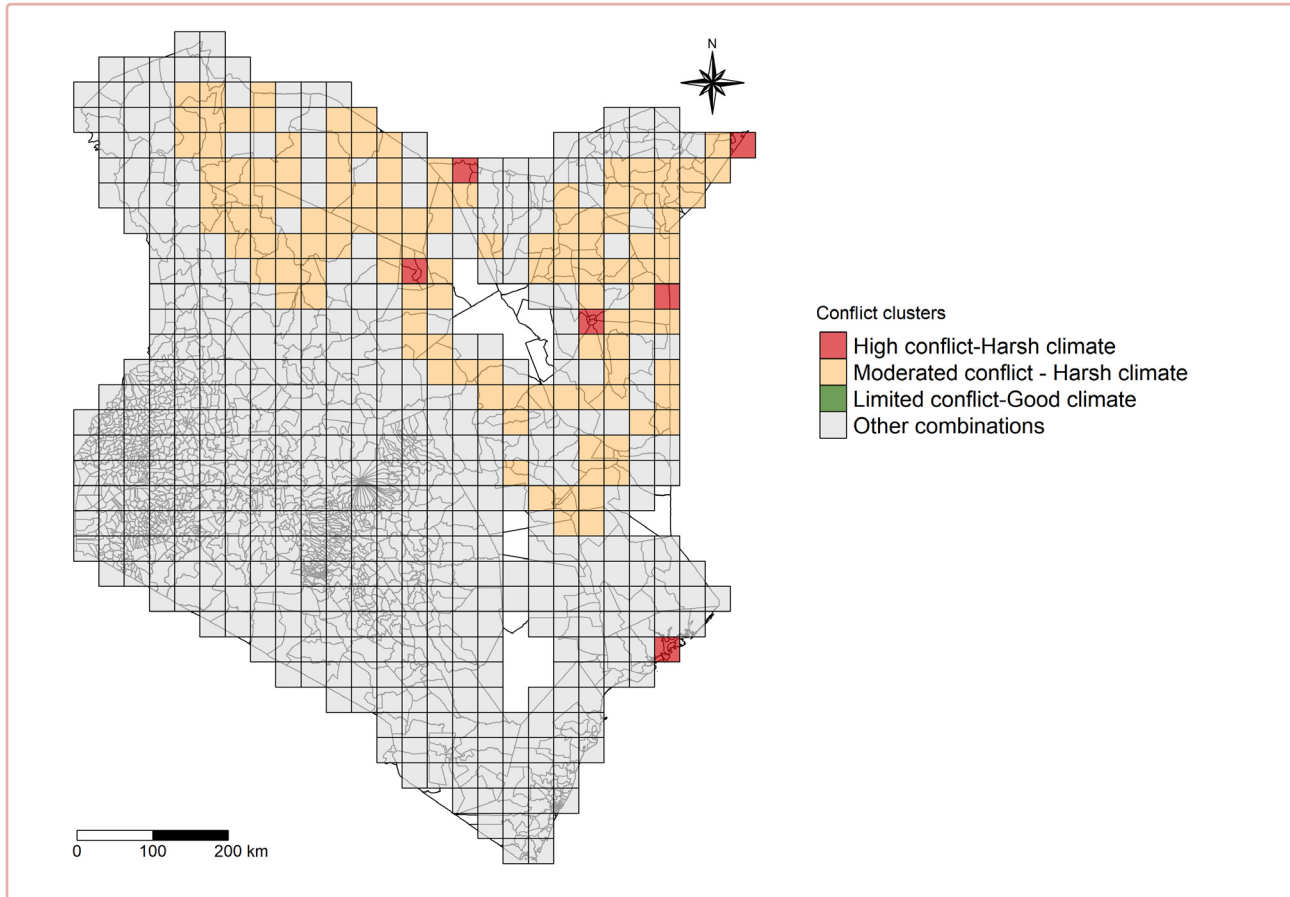 N
Conflict clusters
High conflict-Harsh climate
Moderated conflict - Harsh climate
Limited conflict-Good climate
Other combinations
0 100 200 km